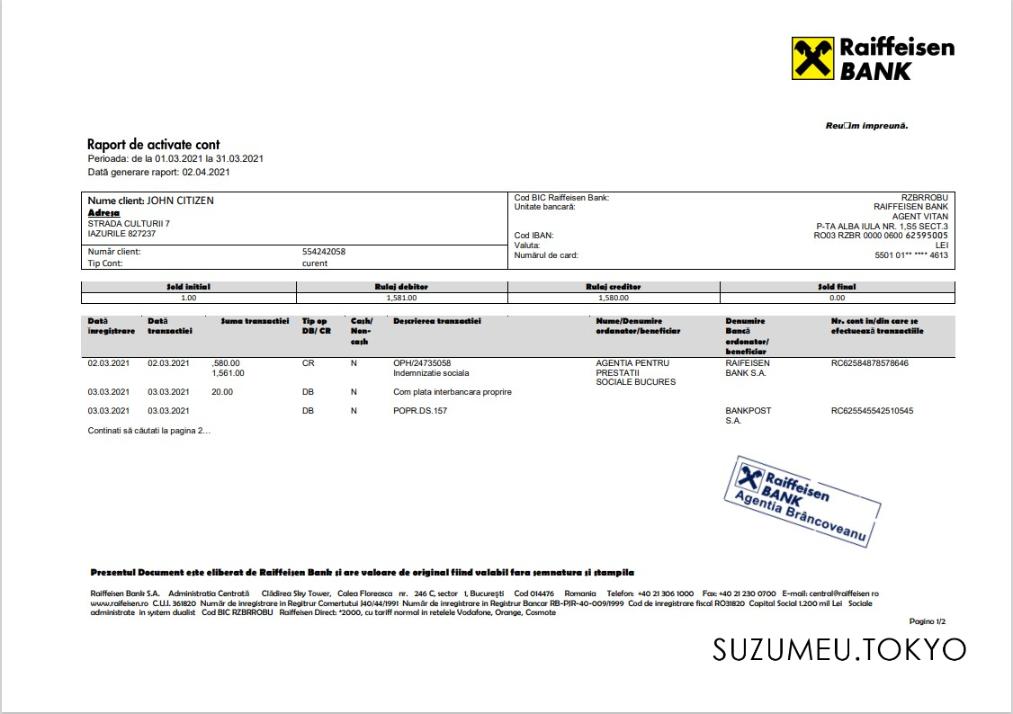 Raiffeisen
BANK
Reu□m împreună.
Raport de activate cont
Perioada: de la 01.03.2021 la 31.03.2021
Dată generare raport: 02.04.2021
Nume client: JOHN CITIZEN
Adresa
STRADA CULTURII 7
IAZURILE 827237
Număr client: 554242058
Tip Cont: curent
Cod BIC Raiffeisen Bank: RZBRROBU
Unitate bancară: RAIFFEISEN BANK
AGENT VITAN
P-TA ALBA IULA NR. 1,S5 SECT.3
Cod IBAN: RO03 RZBR 0000 0600 62595005
Valuta: LEI
Numărul de card: 5501 01** **** 4613
Sold initial Rulaj debitor Rulaj creditor Sold final
1.00 1,581.00 1,580.00 0.00
Dată Dată Suma tranzactiei Tip op Cash/ Descrierea tranzactiei Nume/Denumire Denumire Nr. cont in/din care se
inregistrare tranzactiei DB/ CR Non- ordonator/beneficiar Bancă efectuează tranzactiile
cash ordonator/
beneficiar
02.03.2021 02.03.2021 ,580.00 CR N OPH/24735058 AGENTIA PENTRU RAIFEISEN RC62584878578646
1,561.00 Indemnizatie sociala PRESTATII BANK S.A.
SOCIALE BUCURES
03.03.2021 03.03.2021 20.00 DB N Com plata interbancara proprire
03.03.2021 03.03.2021 DB N POPR.DS.157 BANKPOST RC625545542510545
S.A.
Continati să căutati la pagina 2...
Raiffeisen
BANK
Agentia Brâncoveanu
Prezentul Document este eliberat de Raiffeisen Bank si are valoare de original fiind valabil fara semnatura si stampila
Raiffeisen Bank S.A. Administratia Centrată Clădirea Sky Tower, Calea Floreasca nr. 246 C, sector 1, Bucureşti Cod 014476 Romania Telefon: +40 21 306 1000 Fax: +40 21 230 0700 E-mail: central@raiffeisen ro
www.raifeisen.ro C.U.I. 361820 Număr de inregistrare in Regitrur Comertutul J40/44/1991 Număr de inregistrare in Registrur Bancar RB-PJR-40-009/1999 Cod de inregistrare fiscal RO31820 Capital Social 1.200 mil Lei Sociale
administrate in system dualist Cod BIC RZBRROBU Raiffeisen Direct: *2000, cu tariff normal in retelele Vodafone, Orange, Cosmote
Pagino 1/2
SUZUMEU.TOKYO